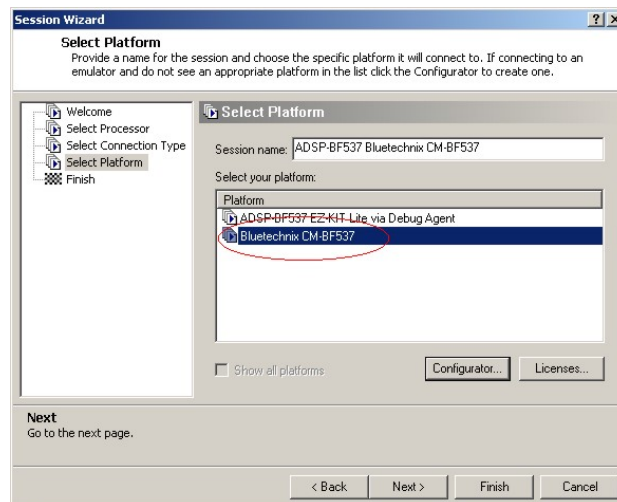 Session Wizard
Select Platform
Provide a name for the session and choose the specific platform it will connect to. If connecting to an
emulator and do not see an appropriate platform in the list click the Configurator to create one.
Welcome
Select Processor
Select Connection Type
Select Platform
Finish
Select Platform
Session name: ADSP-BF537 Bluetechnix CM-BF537
Select your platform:
Platform
ADSP-BF537 EZ-KIT Lite via Debug Agent
Bluetechnix CM-BF537
Show all platforms
Configurator...
Licenses...
Next
Go to the next page.
< Back
Next >
Finish
Cancel